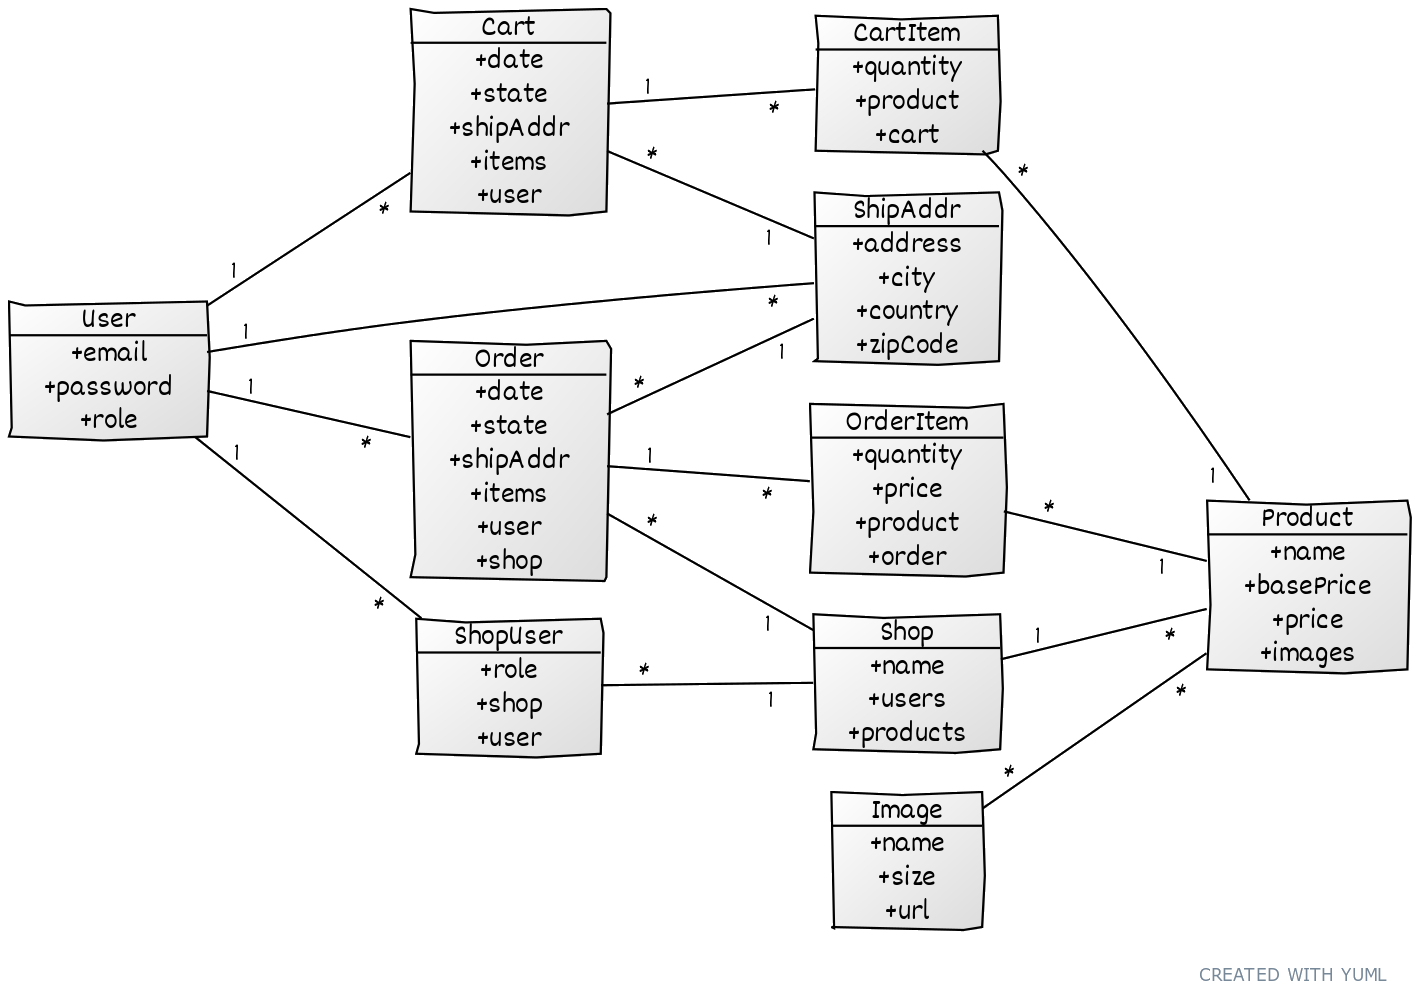 Cart
+date
+state
+shipAddr
+items
+user
CartItem
+quantity
+product
+cart
1
*
*
1
*
1
*
1
ShipAddr
+address
+city
+country
+zipCode
User
+email
+password
+role
1
*
1
*
1
Order
+date
+state
+shipAddr
+items
+user
+shop
*
1
OrderItem
+quantity
+price
+product
+order
1
*
*
1
*
1
1
*
Product
+name
+basePrice
+price
+images
ShopUser
+role
+shop
+user
*
1
Shop
+name
+users
+products
1
*
*
*
Image
+name
+size
+url
CREATED WITH YUML